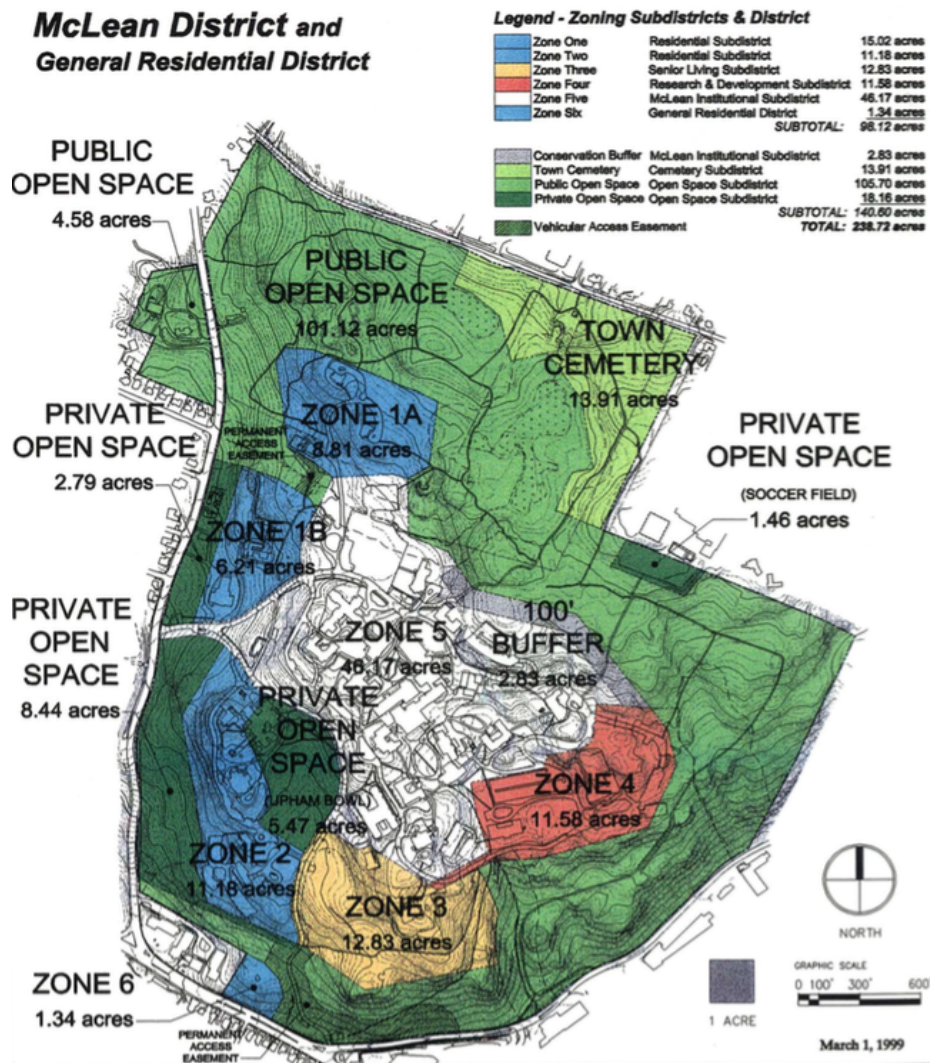 McLean District and
General Residential District
Legend - Zoning Subdistricts & District
Zone One Residential Subdistrict 15.02 acres
Zone Two Residential Subdistrict 11.18 acres
Zone Three Senior Living Subdistrict 12.83 acres
Zone Four Research & Development Subdistrict 11.58 acres
Zone Five McLean Institutional Subdistrict 46.17 acres
Zone Six General Residential District 1.34 acres
SUBTOTAL: 98.12 acres
Conservation Buffer McLean Institutional Subdistrict 2.83 acres
Town Cemetery Cemetery Subdistrict 13.91 acres
Public Open Space Open Space Subdistrict 105.70 acres
Private Open Space Open Space Subdistrict 18.16 acres
SUBTOTAL: 140.60 acres
Vehicular Access Easement TOTAL: 238.72 acres
PUBLIC
OPEN SPACE
4.58 acres
PUBLIC
OPEN SPACE
101.12 acres
TOWN
CEMETERY
13.91 acres
ZONE 1A
8.81 acres
PERMANENT
ACCESS
EASEMENT
PRIVATE
OPEN SPACE
2.79 acres
PRIVATE
OPEN SPACE
(SOCCER FIELD)
1.46 acres
ZONE 1B
6.21 acres
PRIVATE
OPEN
SPACE
8.44 acres
ZONE 5
46.17 acres
100'
BUFFER
2.83 acres
PRIVATE
OPEN
SPACE
(UPHAM BOWL)
5.47 acres
ZONE 4
11.58 acres
ZONE 2
11.18 acres
ZONE 3
12.83 acres
ZONE 6
1.34 acres
PERMANENT
ACCESS
EASEMENT
NORTH
GRAPHIC SCALE
0 100' 300' 600'
1 ACRE
March 1, 1999